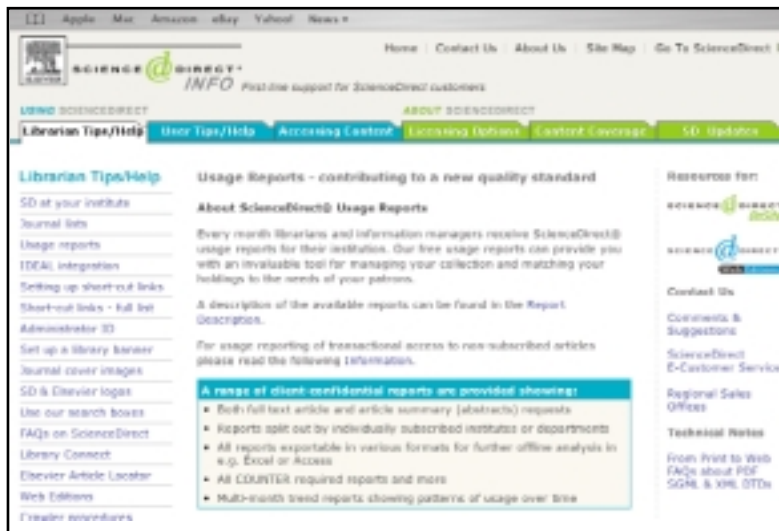 Apple Mac Amazon eBay Yahoo! News
Home Contact Us About Us Site Map Go To ScienceDirect
SCIENCE @ DIRECT
INFO First-line support for ScienceDirect customers
USING SCIENCEDIRECT ABOUT SCIENCEDIRECT
Librarian Tips/Help User Tips/Help Accessing Content Licensing Options Content Coverage SD Updates
Librarian Tips/Help
SD at your institute
Journal lists
Usage reports
IDEAL integration
Setting up short-cut links
Short-cut links - full list
Administrator ID
Set up a library banner
Journal cover images
SD & Elsevier logos
Use our search boxes
FAQs on ScienceDirect
Library Connect
Elsevier Article Locator
Web Editions
Crawler procedures
Usage Reports - contributing to a new quality standard
About ScienceDirect® Usage Reports
Every month librarians and information managers receive ScienceDirect®
usage reports for their institution. Our free usage reports can provide you
with an invaluable tool for managing your collection and matching your
holdings to the needs of your patrons.
A description of the available reports can be found in the Report
Description.
For usage reporting of transactional access to non-subscribed articles
please read the following Information.
A range of client-confidential reports are provided showing:
• Both full text article and article summary (abstracts) requests
• Reports split out by individually subscribed institutes or departments
• All reports exportable in various formats for further offline analysis in
e.g. Excel or Access
• All COUNTER required reports and more
• Multi-month trend reports showing patterns of usage over time
Resources for:
SCIENCE @ DIRECT
SCIENCE @ DIRECT
Contact Us
Comments &
Suggestions
ScienceDirect
E-Customer Service
Regional Sales
Offices
Technical Notes
From Print to Web
FAQs about PDF
SGML & XML DTDs